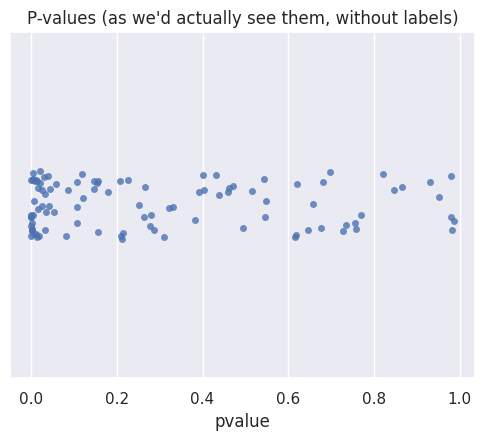 P-values (as we'd actually see them, without labels)
0.0 0.2 0.4 0.6 0.8 1.0
pvalue